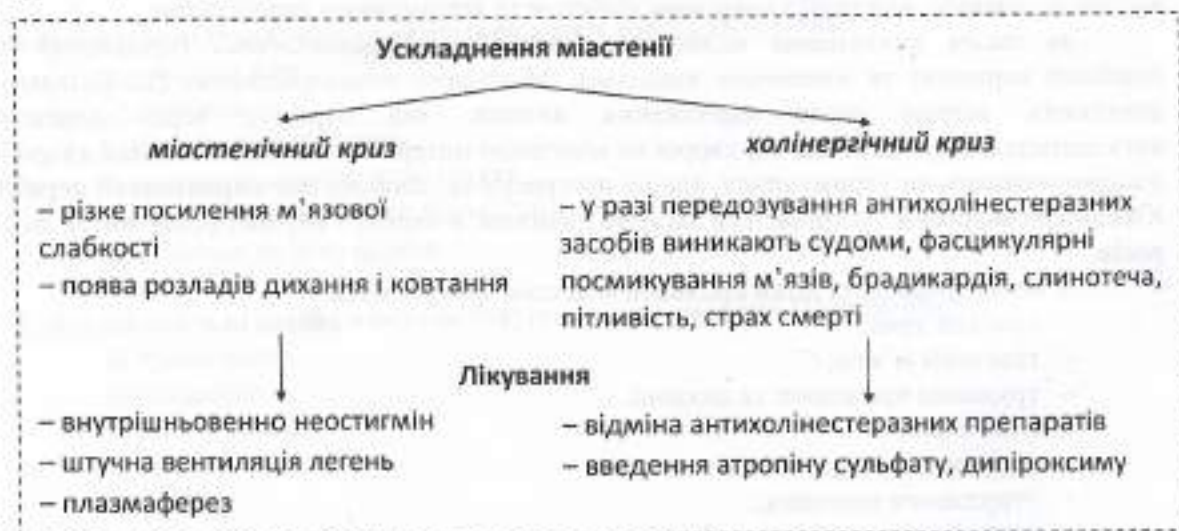 Ускладнення міастенії
міастенічний криз
– різке посилення м'язової
слабкості
– поява розладів дихання і ковтання
холінергічний криз
– у разі передозування антихолінестеразних
засобів виникають судоми, фасцикулярні
посмикування м'язів, брадикардія, слинотеча,
пітливість, страх смерті
Лікування
– внутрішньовенно неостигмін
– штучна вентиляція легень
– плазмаферез
– відміна антихолінестеразних препаратів
– введення атропіну сульфату, дипіроксиму